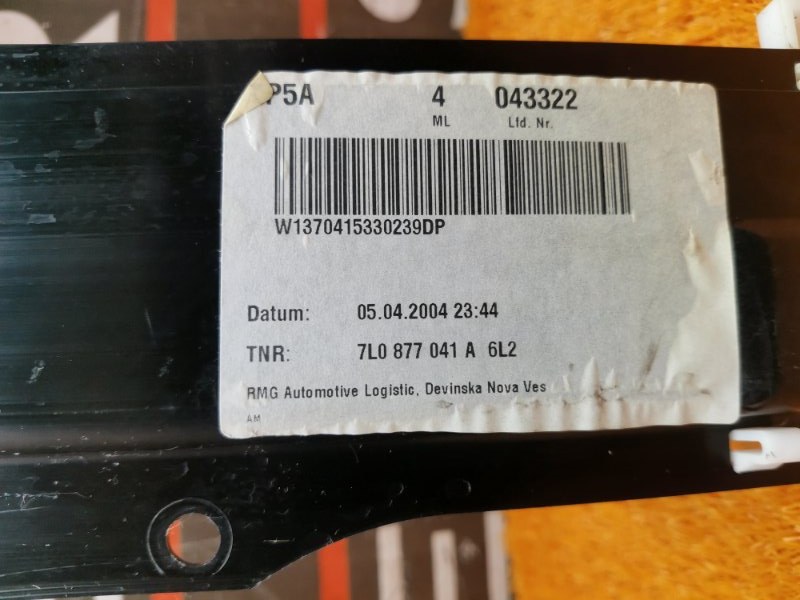 P5A 4 043322
ML Lfd. Nr.
W1370415330239DP
Datum: 05.04.2004 23:44
TNR: 7L0 877 041 A 6L2
RMG Automotive Logistic, Devinska Nova Ves
AM